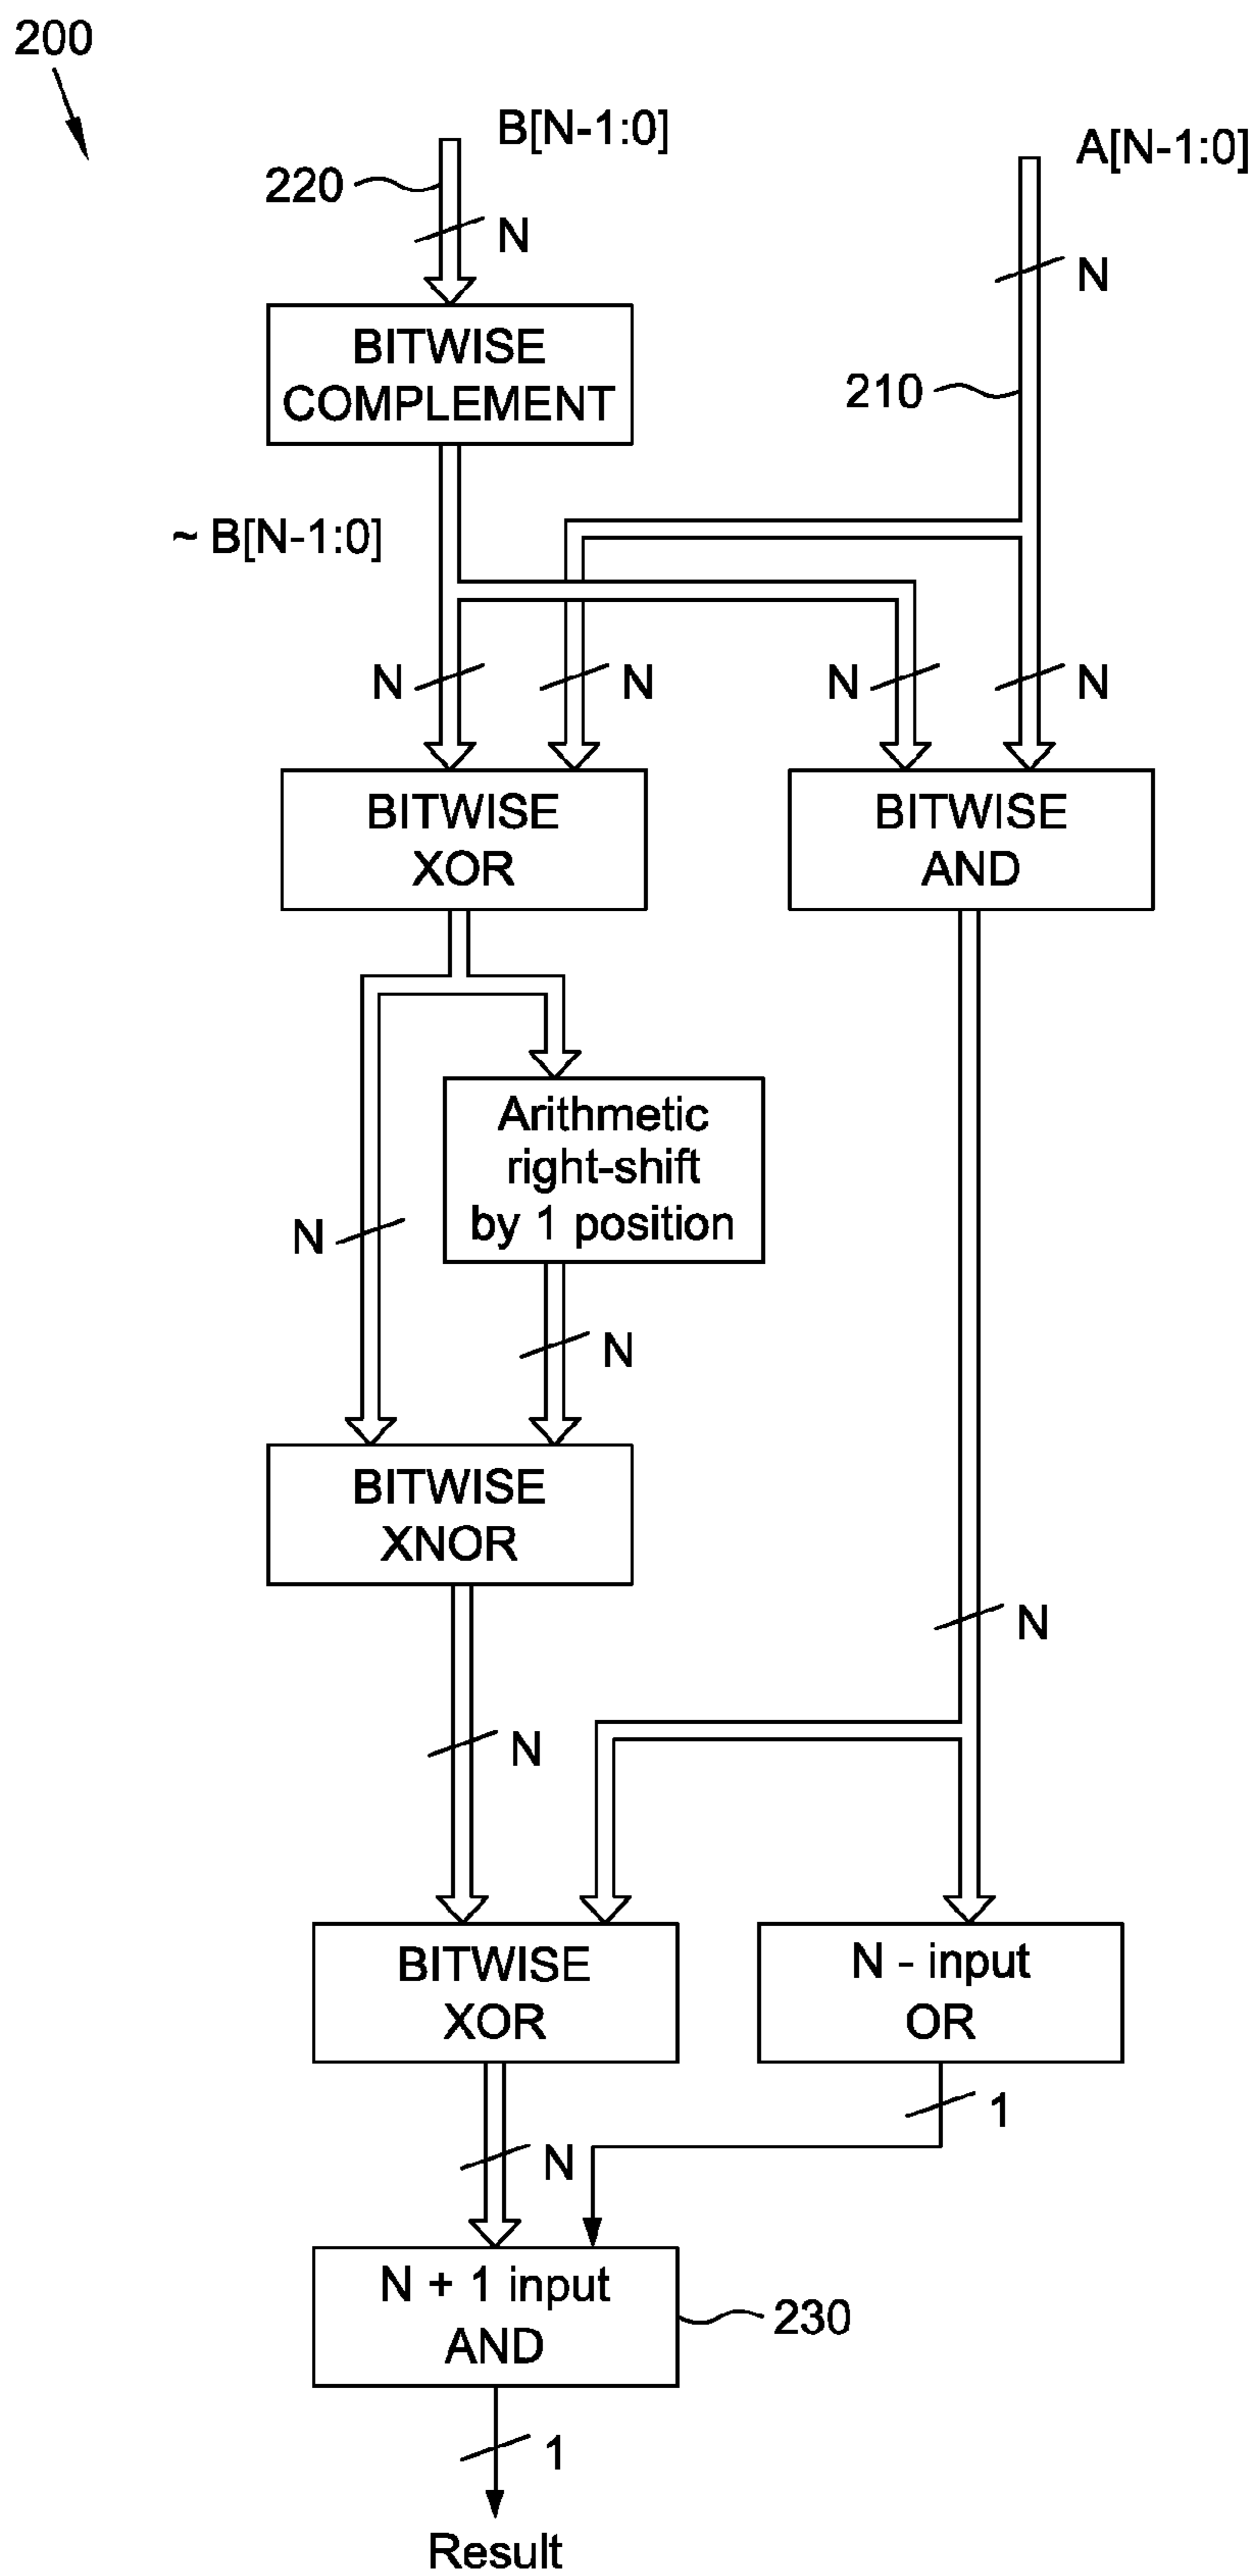 200
B[N-1:0]
A[N-1:0]
220
N
N
BITWISE
COMPLEMENT
210
~ B[N-1:0]
N
N
N
N
BITWISE
XOR
BITWISE
AND
Arithmetic
right-shift
by 1 position
N
N
BITWISE
XNOR
N
N
BITWISE
XOR
N - input
OR
1
N
N + 1 input
AND
230
1
Result